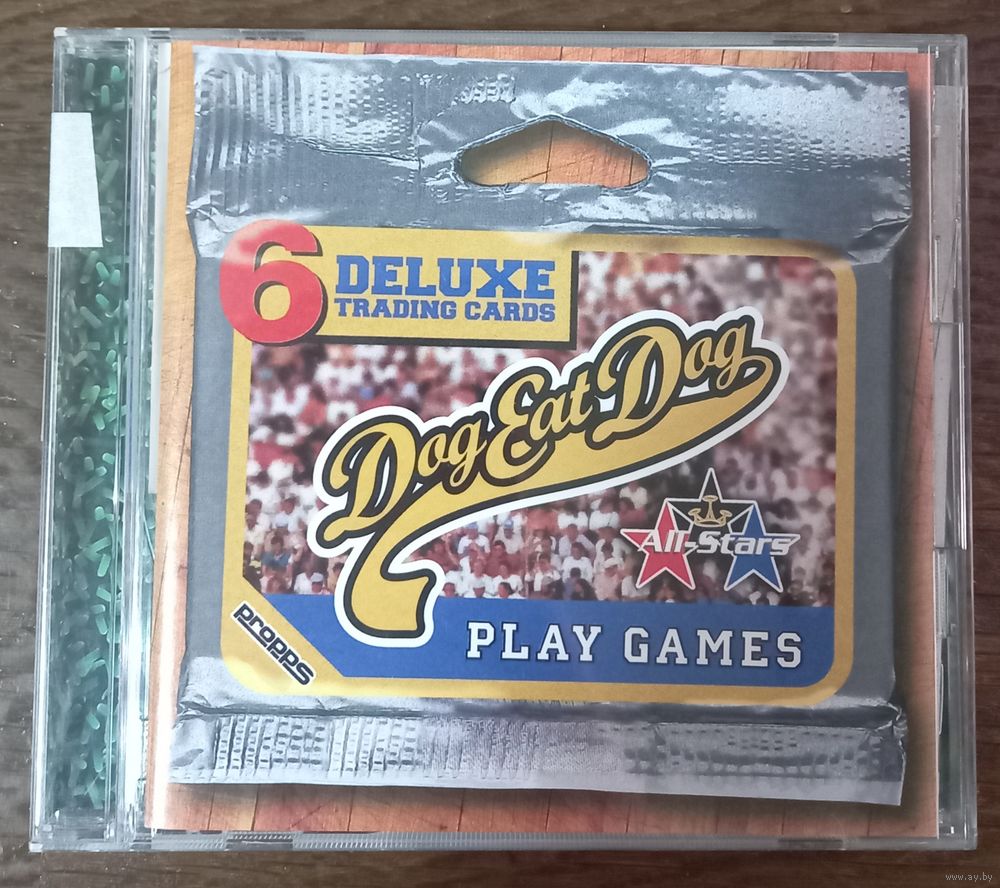 6 DELUXE
TRADING CARDS
Dog Eat Dog
All-Stars
PLAY GAMES
propps
www.ay.by